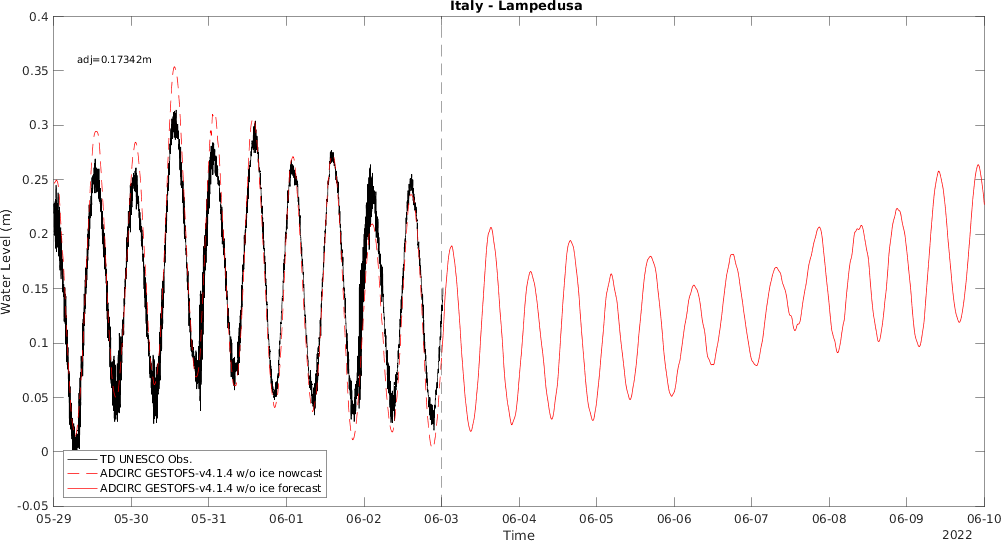 Italy - Lampedusa
adj=0.17342m
Water Level (m)
0.4
0.35
0.3
0.25
0.2
0.15
0.1
0.05
0
-0.05
TD UNESCO Obs.
ADCIRC GESTOFS-v4.1.4 w/o ice nowcast
ADCIRC GESTOFS-v4.1.4 w/o ice forecast
05-29 05-30 05-31 06-01 06-02 06-03 06-04 06-05 06-06 06-07 06-08 06-09 06-10
Time
2022